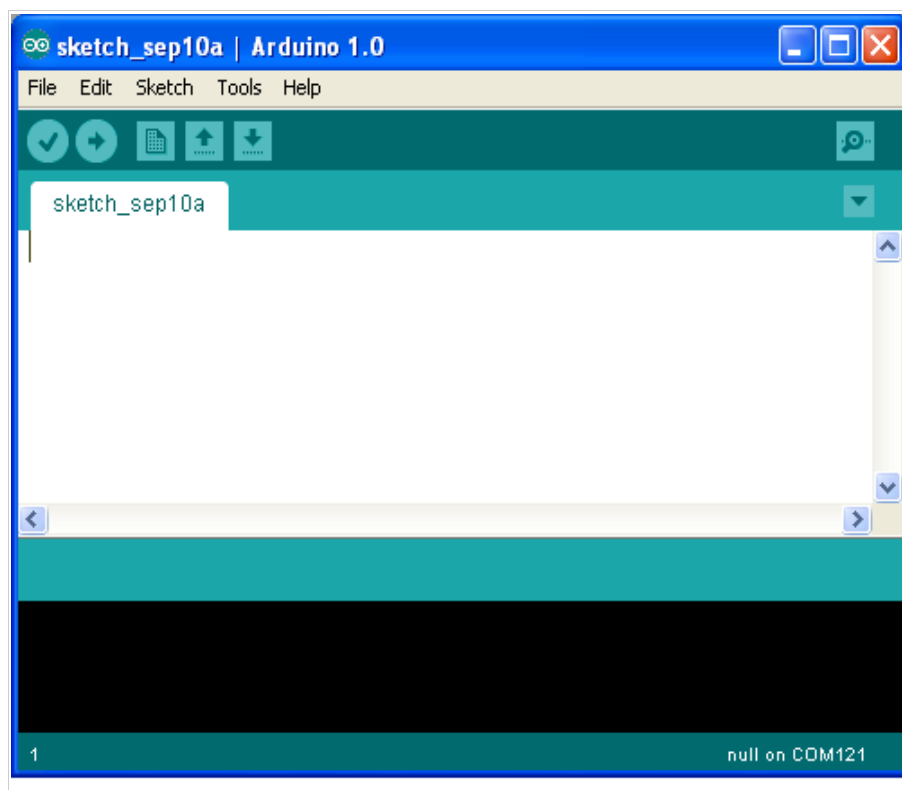 sketch_sep10a | Arduino 1.0
File Edit Sketch Tools Help
sketch_sep10a
1 null on COM121